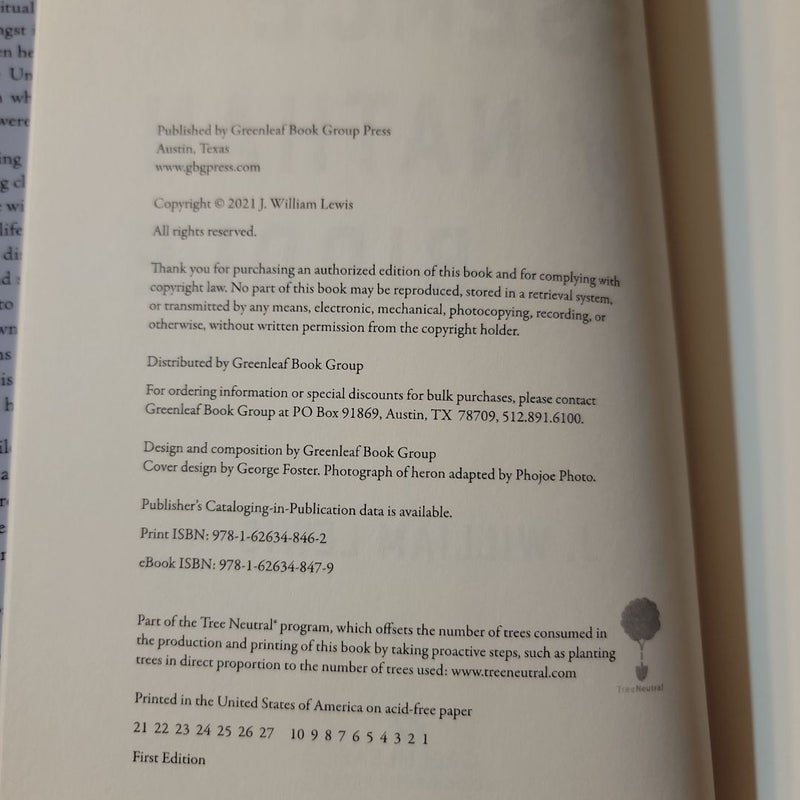 Published by Greenleaf Book Group Press
Austin, Texas
www.gbgpress.com
Copyright © 2021 J. William Lewis
All rights reserved.
Thank you for purchasing an authorized edition of this book and for complying with
copyright law. No part of this book may be reproduced, stored in a retrieval system,
or transmitted by any means, electronic, mechanical, photocopying, recording, or
otherwise, without written permission from the copyright holder.
Distributed by Greenleaf Book Group
For ordering information or special discounts for bulk purchases, please contact
Greenleaf Book Group at PO Box 91869, Austin, TX 78709, 512.891.6100.
Design and composition by Greenleaf Book Group
Cover design by George Foster. Photograph of heron adapted by Phojoe Photo.
Publisher's Cataloging-in-Publication data is available.
Print ISBN: 978-1-62634-846-2
eBook ISBN: 978-1-62634-847-9
Part of the Tree Neutral® program, which offsets the number of trees consumed in
the production and printing of this book by taking proactive steps, such as planting
trees in direct proportion to the number of trees used: www.treeneutral.com
TreeNeutral
Printed in the United States of America on acid-free paper
21 22 23 24 25 26 27 10 9 8 7 6 5 4 3 2 1
First Edition